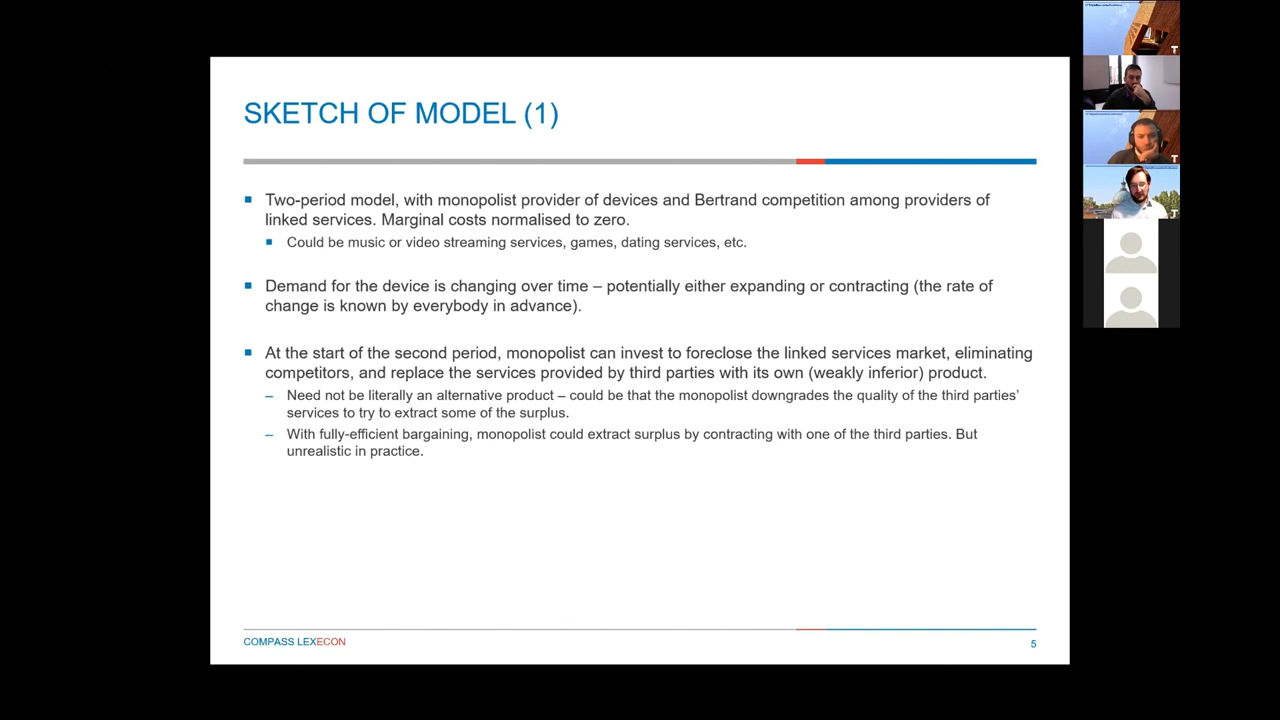 SKETCH OF MODEL (1)
Two-period model, with monopolist provider of devices and Bertrand competition among providers of
linked services. Marginal costs normalised to zero.
Could be music or video streaming services, games, dating services, etc.
Demand for the device is changing over time – potentially either expanding or contracting (the rate of
change is known by everybody in advance).
At the start of the second period, monopolist can invest to foreclose the linked services market, eliminating
competitors, and replace the services provided by third parties with its own (weakly inferior) product.
– Need not be literally an alternative product – could be that the monopolist downgrades the quality of the third parties’
services to try to extract some of the surplus.
– With fully-efficient bargaining, monopolist could extract surplus by contracting with one of the third parties. But
unrealistic in practice.
COMPASS LEXECON
5